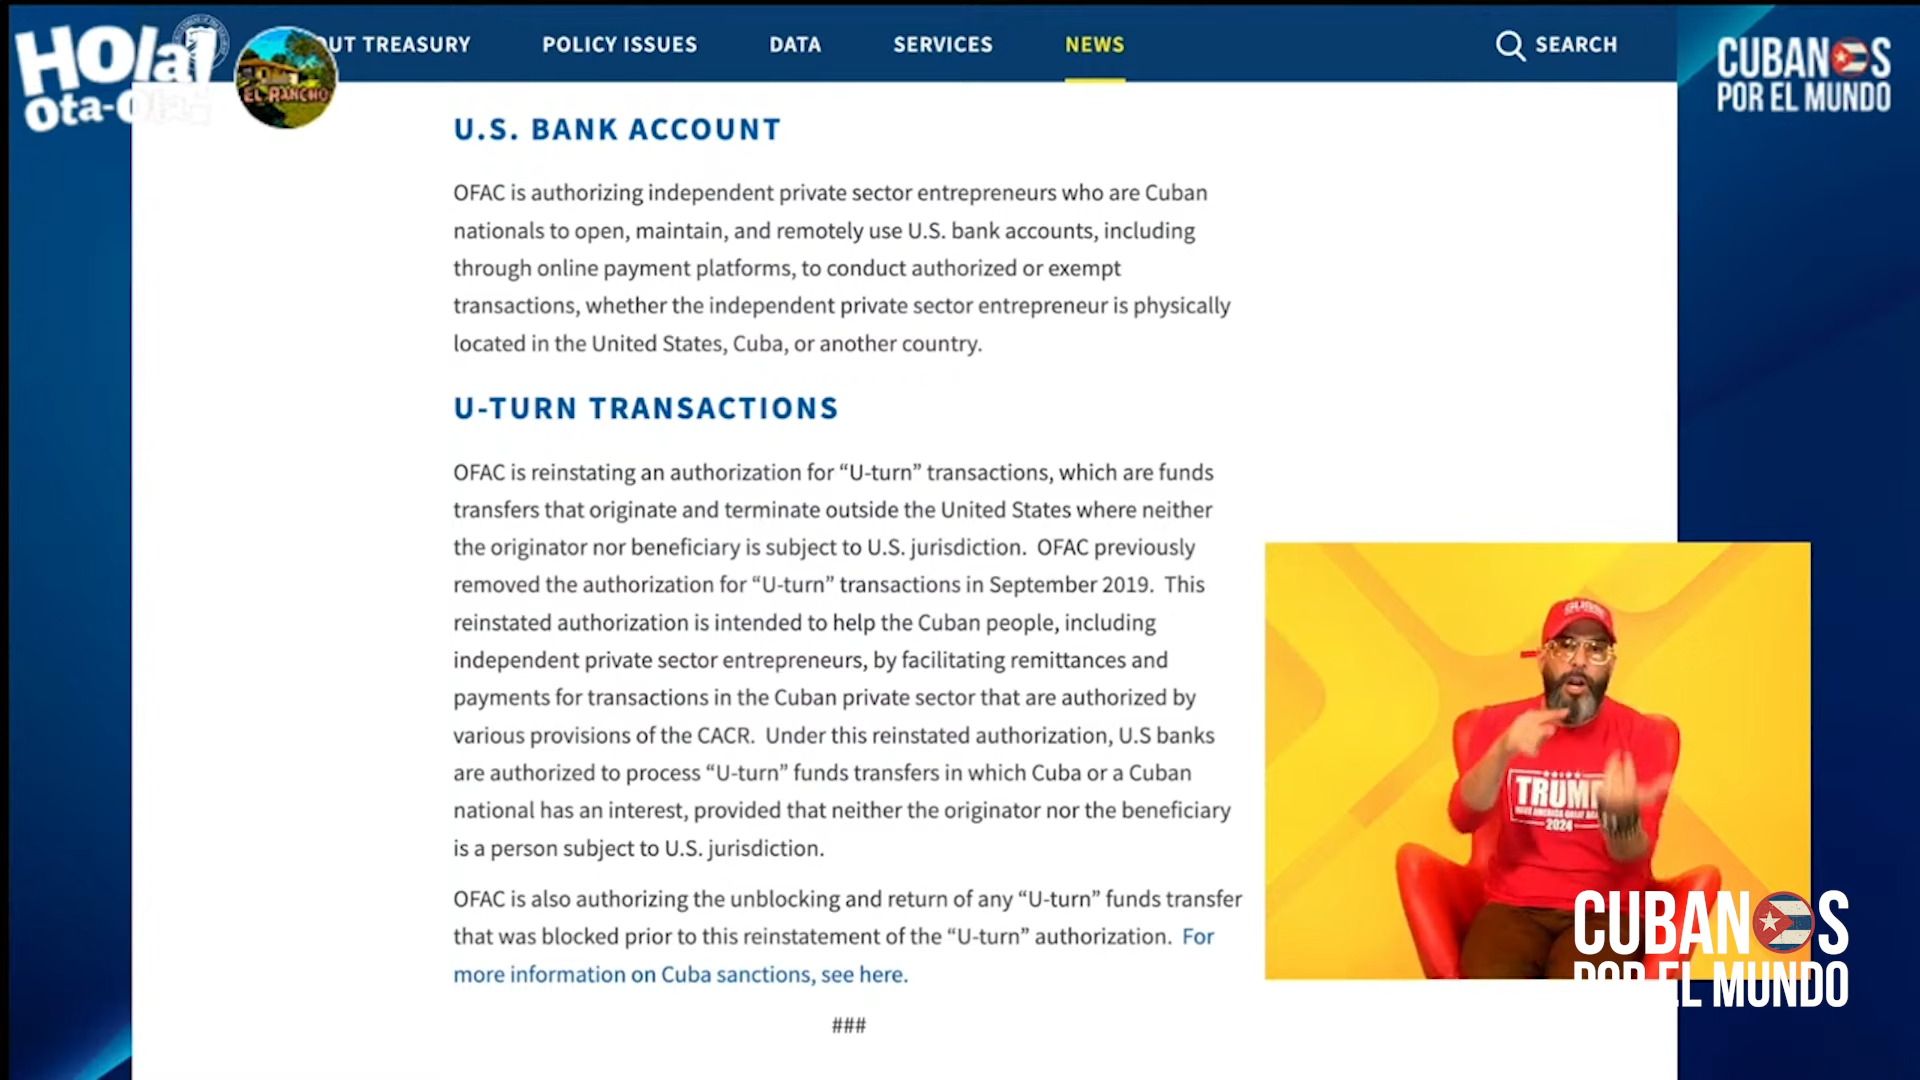 HOla!
Ota-O
EL RANCHO
UT TREASURY
POLICY ISSUES
DATA
SERVICES
NEWS
SEARCH
CUBANOS
POR EL MUNDO
U.S. BANK ACCOUNT
OFAC is authorizing independent private sector entrepreneurs who are Cuban
nationals to open, maintain, and remotely use U.S. bank accounts, including
through online payment platforms, to conduct authorized or exempt
transactions, whether the independent private sector entrepreneur is physically
located in the United States, Cuba, or another country.
U-TURN TRANSACTIONS
OFAC is reinstating an authorization for “U-turn” transactions, which are funds
transfers that originate and terminate outside the United States where neither
the originator nor beneficiary is subject to U.S. jurisdiction.  OFAC previously
removed the authorization for “U-turn” transactions in September 2019.  This
reinstated authorization is intended to help the Cuban people, including
independent private sector entrepreneurs, by facilitating remittances and
payments for transactions in the Cuban private sector that are authorized by
various provisions of the CACR.  Under this reinstated authorization, U.S banks
are authorized to process “U-turn” funds transfers in which Cuba or a Cuban
national has an interest, provided that neither the originator nor the beneficiary
is a person subject to U.S. jurisdiction.
OFAC is also authorizing the unblocking and return of any “U-turn” funds transfer
that was blocked prior to this reinstatement of the “U-turn” authorization.  For
more information on Cuba sanctions, see here.
###
TRUM
2024
CUBANOS
POR EL MUNDO